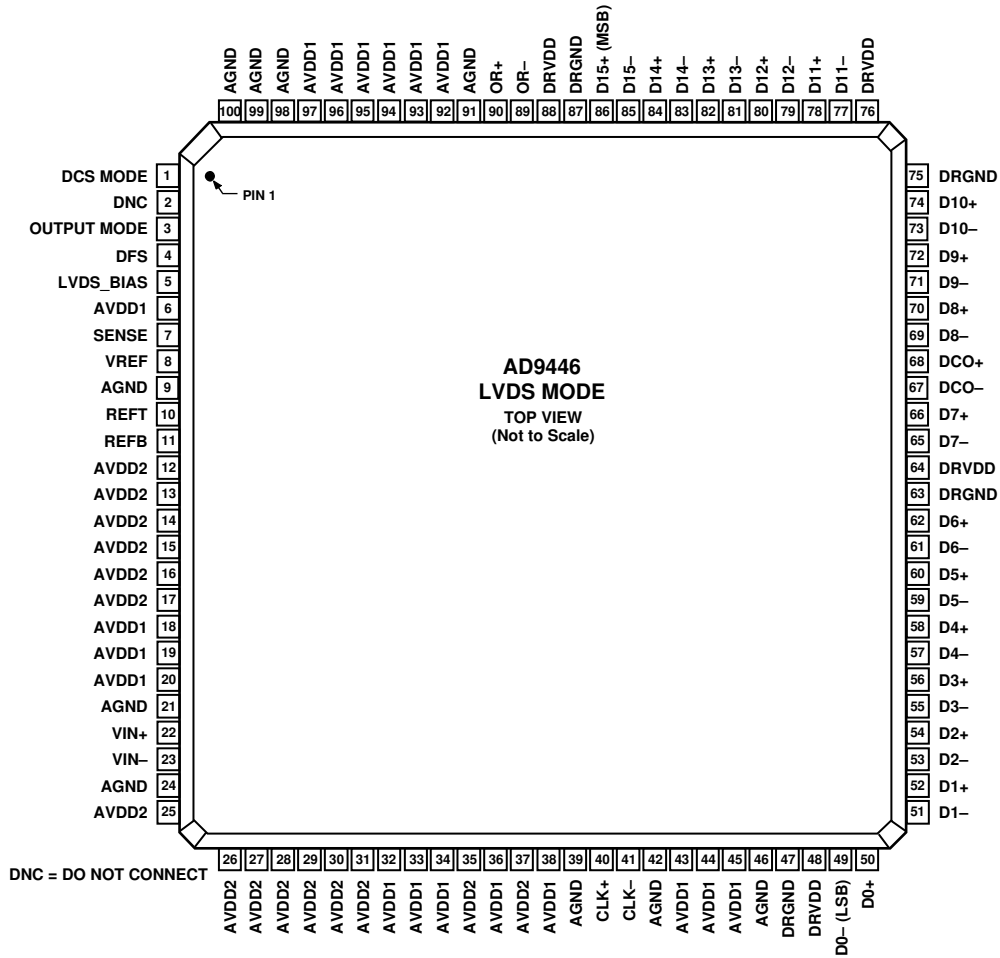 AGND
AGND
AGND
AVDD1
AVDD1
AVDD1
AVDD1
AVDD1
AVDD1
AGND
OR+
OR–
DRVDD
DRGND
D15+ (MSB)
D15–
D14+
D14–
D13+
D13–
D12+
D12–
D11+
D11–
DRVDD
100 99 98 97 96 95 94 93 92 91 90 89 88 87 86 85 84 83 82 81 80 79 78 77 76
DCS MODE 1
DNC 2
OUTPUT MODE 3
DFS 4
LVDS_BIAS 5
AVDD1 6
SENSE 7
VREF 8
AGND 9
REFT 10
REFB 11
AVDD2 12
AVDD2 13
AVDD2 14
AVDD2 15
AVDD2 16
AVDD2 17
AVDD1 18
AVDD1 19
AVDD1 20
AGND 21
VIN+ 22
VIN– 23
AGND 24
AVDD2 25
PIN 1
AD9446
LVDS MODE
TOP VIEW
(Not to Scale)
75 DRGND
74 D10+
73 D10–
72 D9+
71 D9–
70 D8+
69 D8–
68 DCO+
67 DCO–
66 D7+
65 D7–
64 DRVDD
63 DRGND
62 D6+
61 D6–
60 D5+
59 D5–
58 D4+
57 D4–
56 D3+
55 D3–
54 D2+
53 D2–
52 D1+
51 D1–
26 27 28 29 30 31 32 33 34 35 36 37 38 39 40 41 42 43 44 45 46 47 48 49 50
AVDD2
AVDD2
AVDD2
AVDD2
AVDD2
AVDD2
AVDD1
AVDD1
AVDD1
AVDD2
AVDD1
AVDD2
AVDD1
AGND
CLK+
CLK–
AGND
AVDD1
AVDD1
AVDD1
AGND
DRGND
DRVDD
D0– (LSB)
D0+
DNC = DO NOT CONNECT